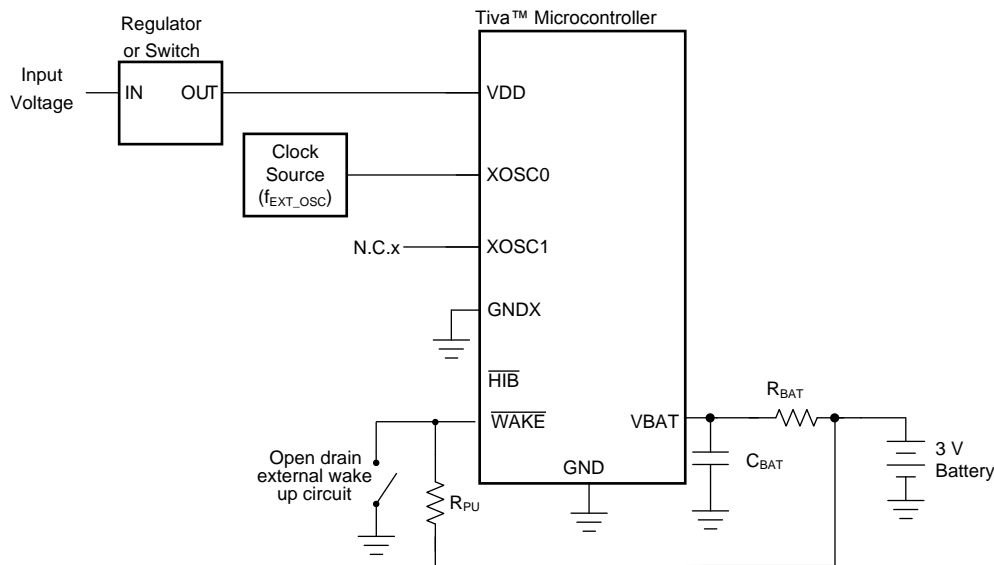 Tiva™ Microcontroller
Regulator
or Switch
Input
Voltage
IN
OUT
VDD
Clock
Source
(fEXT_OSC)
XOSC0
N.C.x
XOSC1
GNDX
HIB
WAKE
VBAT
RBAT
Open drain
external wake
up circuit
RPU
GND
CBAT
3 V
Battery